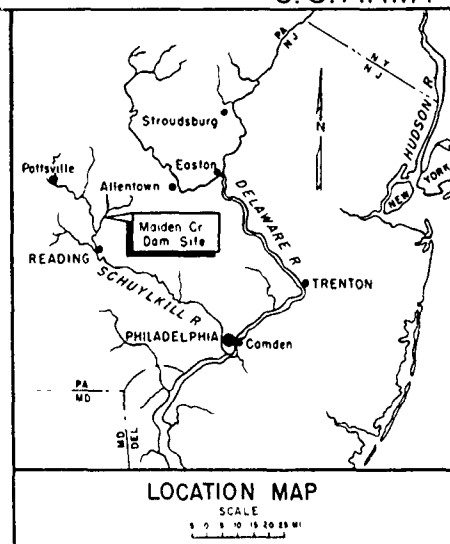 PA
NJ
N Y
N J
HUDSON R
Stroudsburg
N
Pottsville
Easton
Allentown
NEW YORK
DELAWARE R
Maiden Cr
Dam Site
READING
SCHUYLKILL R
TRENTON
PHILADELPHIA
Camden
PA
MD
MD
DEL
LOCATION MAP
SCALE
5 0 5 10 15 20 25 MI